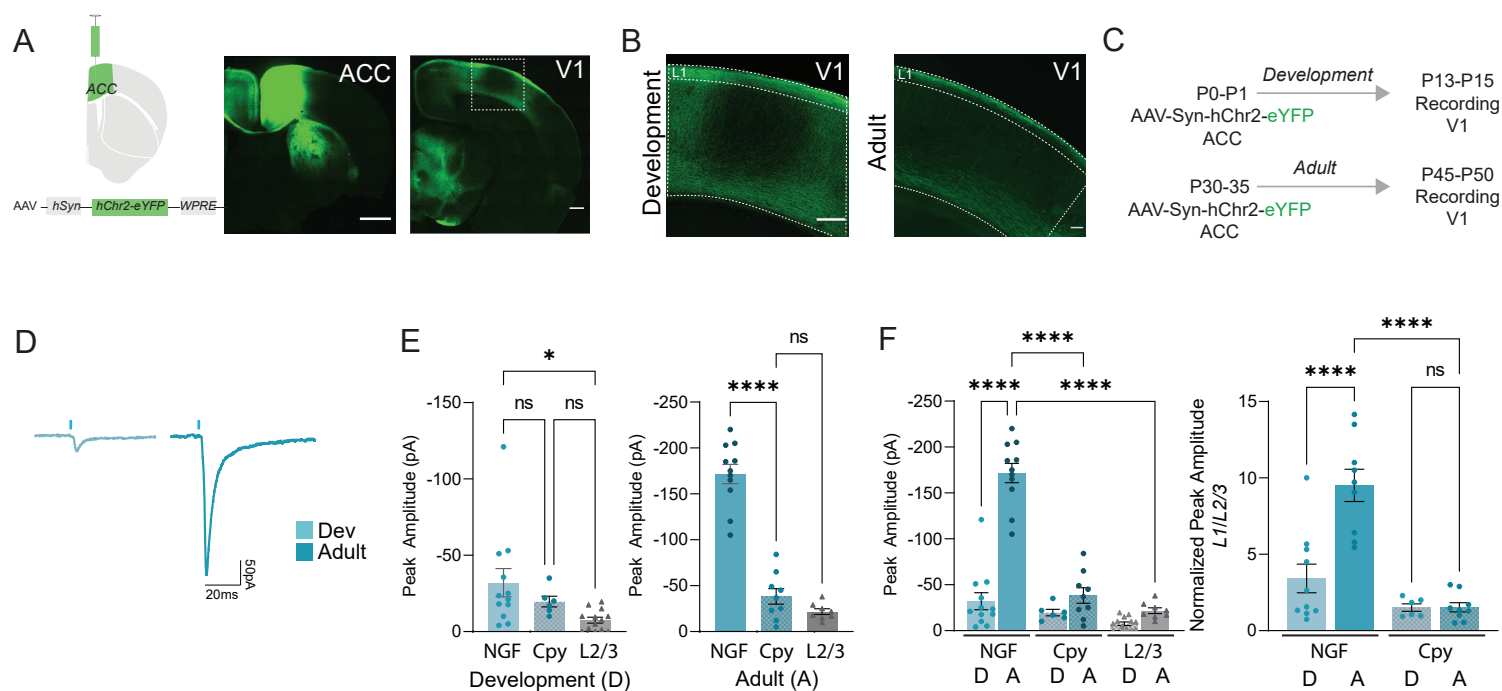 A
ACC
AAV
hSyn
hChr2-eYFP
WPRE
ACC
V1
B
Development
L1
V1
Adult
L1
V1
C
Development
P0-P1
AAV-Syn-hChr2-eYFP
ACC
P13-P15
Recording
V1
Adult
P30-35
AAV-Syn-hChr2-eYFP
ACC
P45-P50
Recording
V1
D
Dev
Adult
50pA
20ms
E
*
ns ns
Peak Amplitude (pA)
-150
-100
-50
0
NGF Cpy L2/3
Development (D)
ns
****
Peak Amplitude (pA)
-250
-200
-150
-100
-50
0
NGF Cpy L2/3
Adult (A)
F
****
**** ****
Peak Amplitude (pA)
-250
-200
-150
-100
-50
0
NGF Cpy L2/3
D A D A D A
****
**** ns
Normalized Peak Amplitude
L1/L2/3
15
10
5
0
NGF Cpy
D A D A